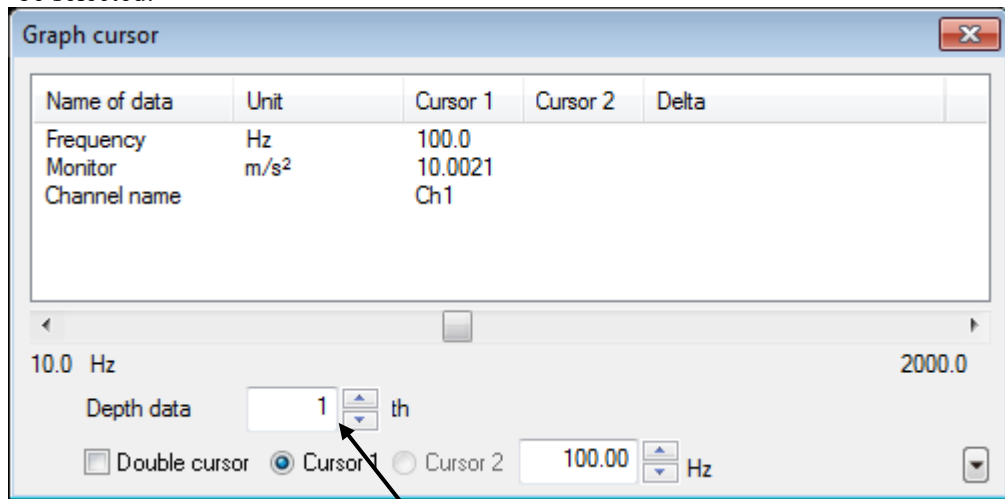 Graph cursor
Name of data Unit Cursor 1 Cursor 2 Delta
Frequency Hz 100.0
Monitor m/s² 10.0021
Channel name Ch1
10.0 Hz 2000.0
Depth data 1 th
Double cursor Cursor 1 Cursor 2 100.00 Hz